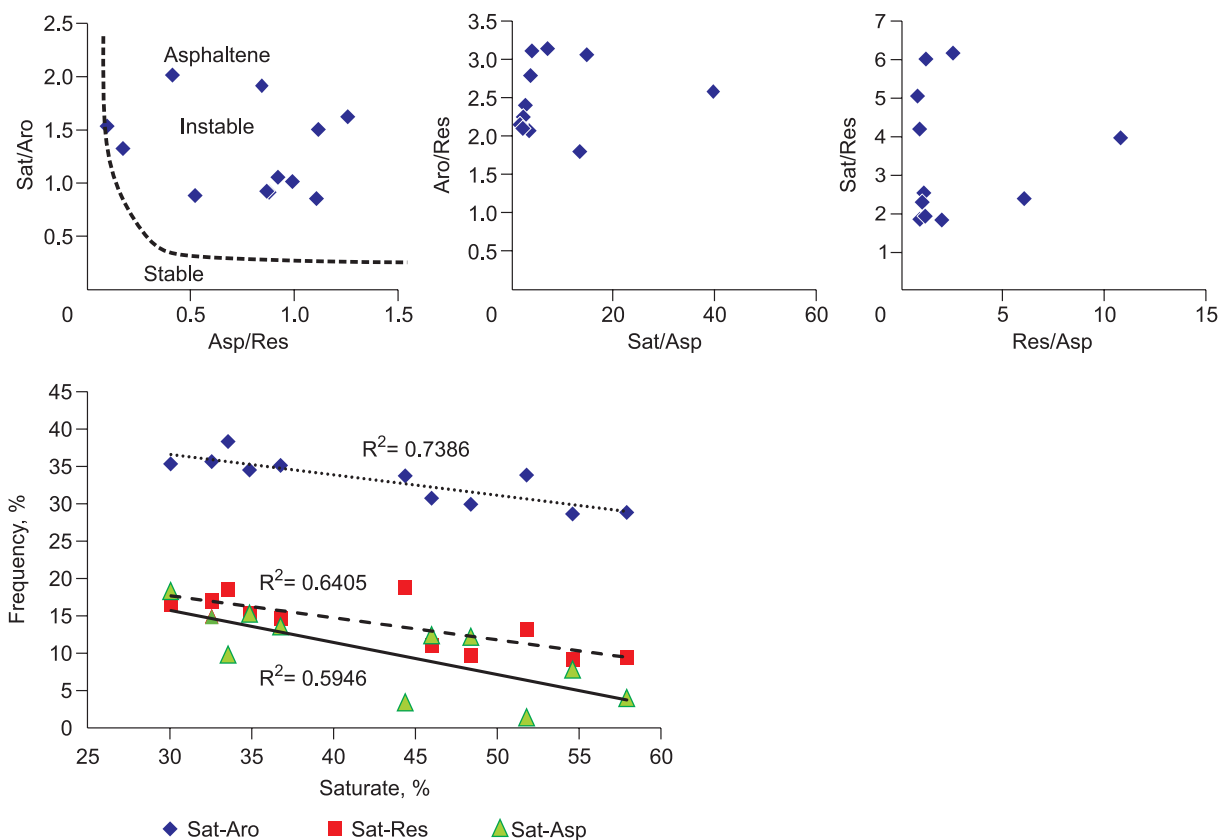 2.5
2.0
1.5
1.0
0.5
0
0.5
1.0
1.5
Sat/Aro
Asp/Res
Asphaltene
Instable
Stable
3.5
3.0
2.5
2.0
1.5
1.0
0.5
0
20
40
60
Aro/Res
Sat/Asp
7
6
5
4
3
2
1
0
5
10
15
Sat/Res
Res/Asp
45
40
35
30
25
20
15
10
5
0
25
30
35
40
45
50
55
60
Frequency, %
Saturate, %
R²= 0.7386
R²= 0.6405
R²= 0.5946
Sat-Aro
Sat-Res
Sat-Asp